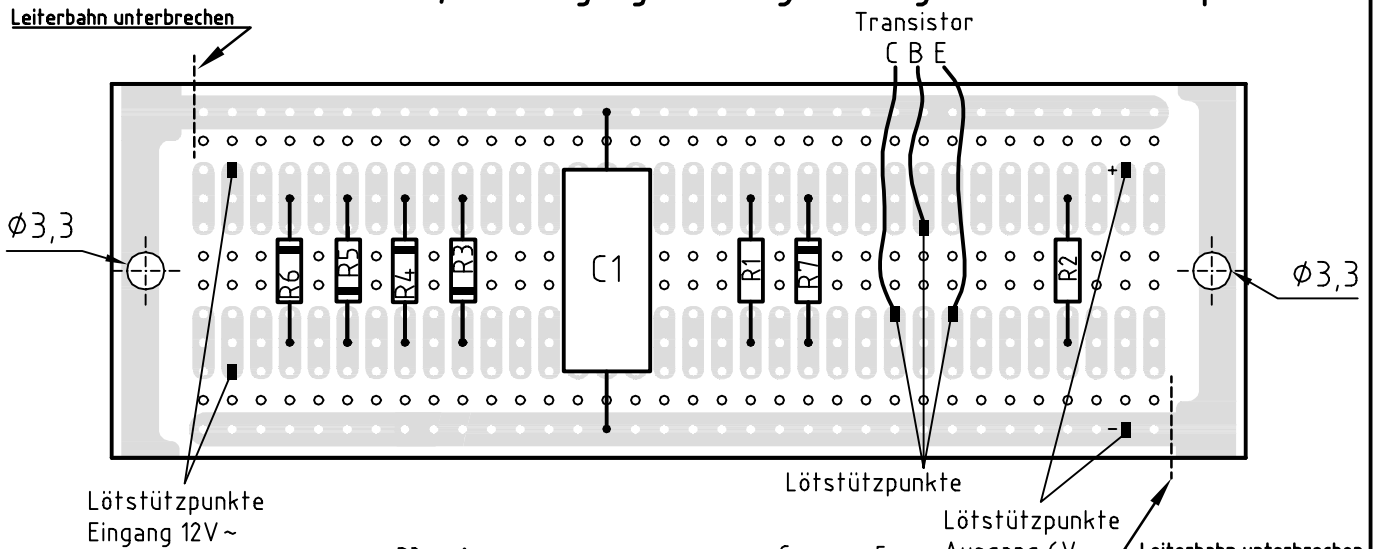 Leiterbahn unterbrechen
Transistor
C B E
+
Ø3,3
R6
R5
R4
R3
C1
R1
R7
R2
Ø3,3
-
Lötstützpunkte
Eingang 12V~
Lötstützpunkte
Lötstützpunkte
Leiterbahn unterbrechen